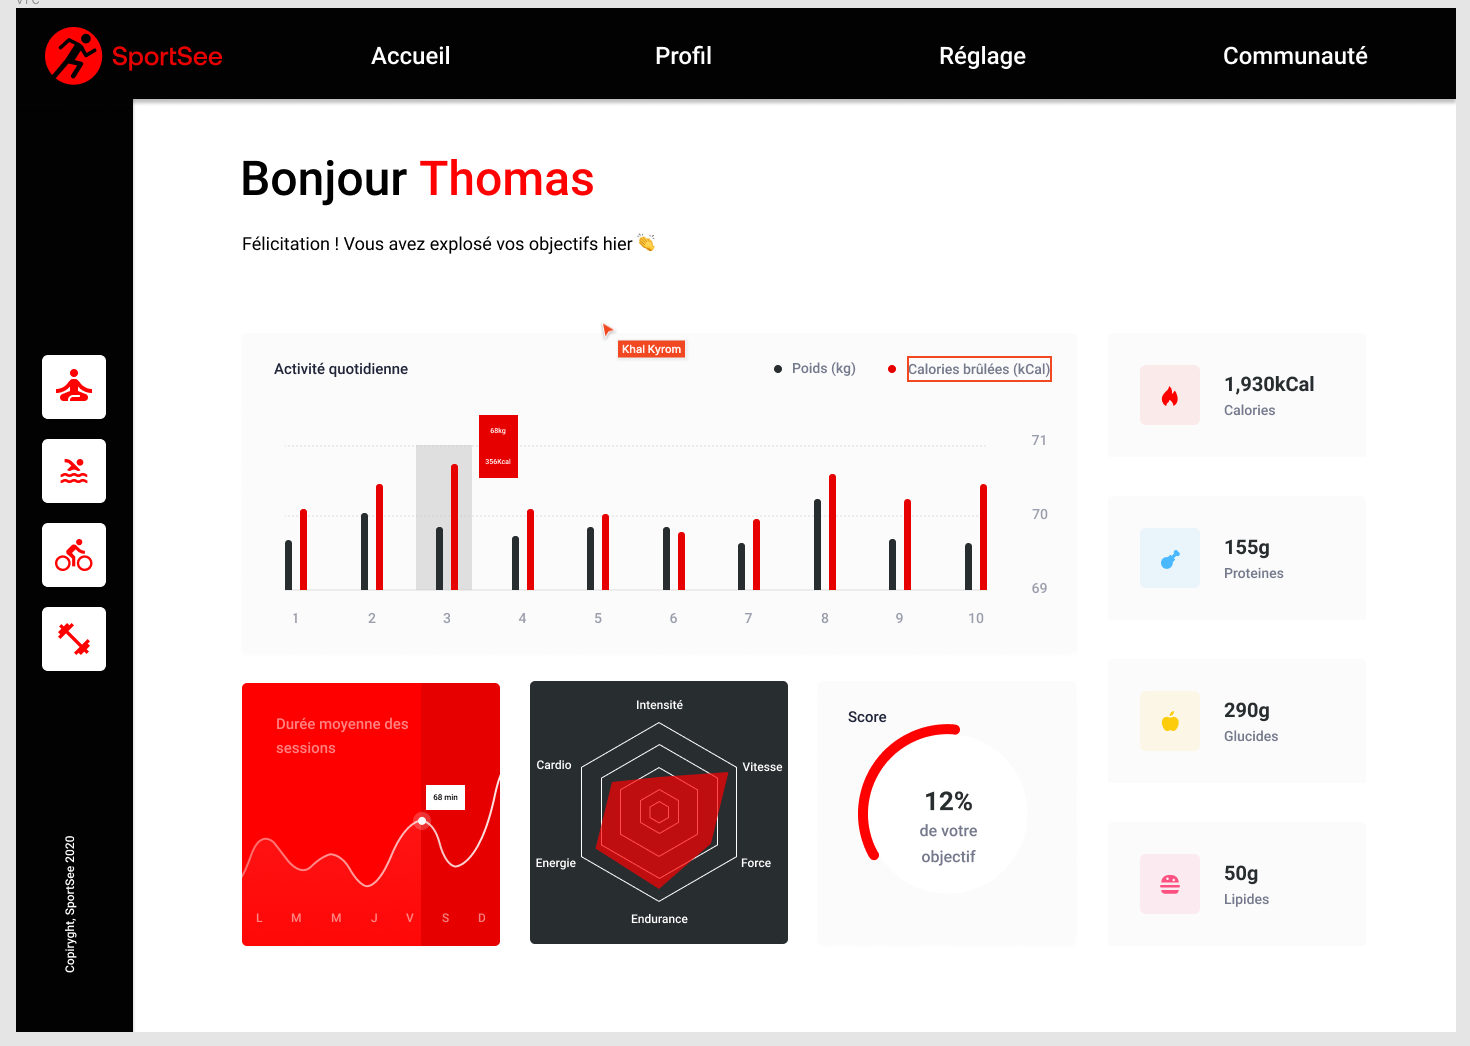 SportSee
Accueil
Profil
Réglage
Communauté
Bonjour Thomas
Félicitation ! Vous avez explosé vos objectifs hier 👏
Khal Kyrom
Activité quotidienne
Poids (kg)
Calories brûlées (kCal)
68kg
356Kcal
71
70
69
1 2 3 4 5 6 7 8 9 10
1,930kCal
Calories
155g
Proteines
290g
Glucides
50g
Lipides
Durée moyenne des
sessions
68 min
L M M J V S D
Intensité
Cardio
Vitesse
Energie
Force
Endurance
Score
12%
de votre
objectif
Copiryght, SportSee 2020